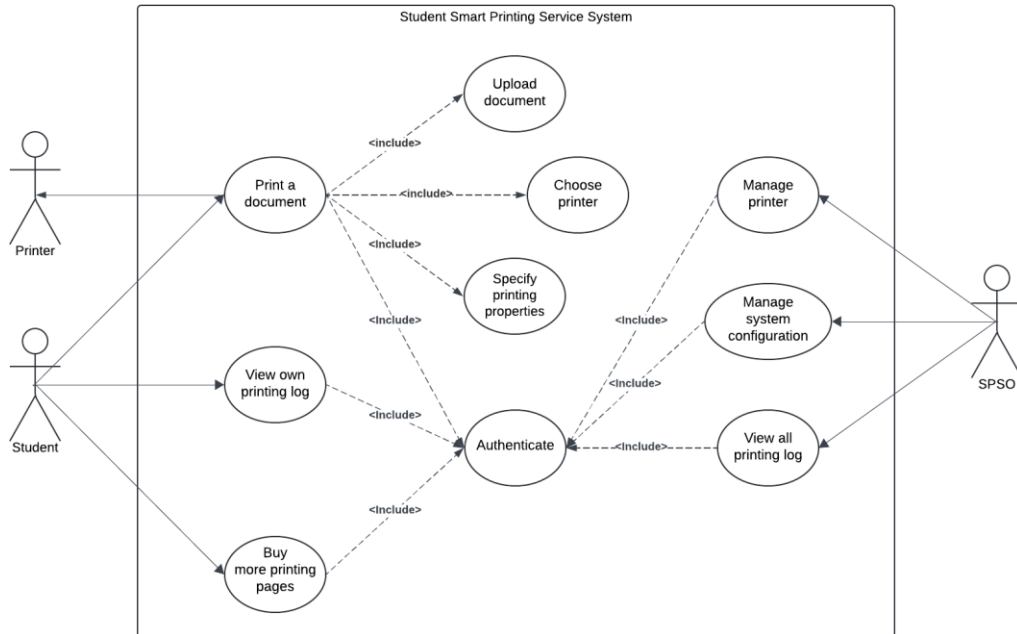 Student Smart Printing Service System
Upload
document
<include>
Print a
document
<include>
Choose
printer
Manage
printer
Printer
<Include>
Specify
printing
properties
<Include>
<Include>
Manage
system
configuration
<Include>
View own
printing log
SPSO
Student
<Include>
Authenticate
<Include>
View all
printing log
<Include>
Buy
more printing
pages